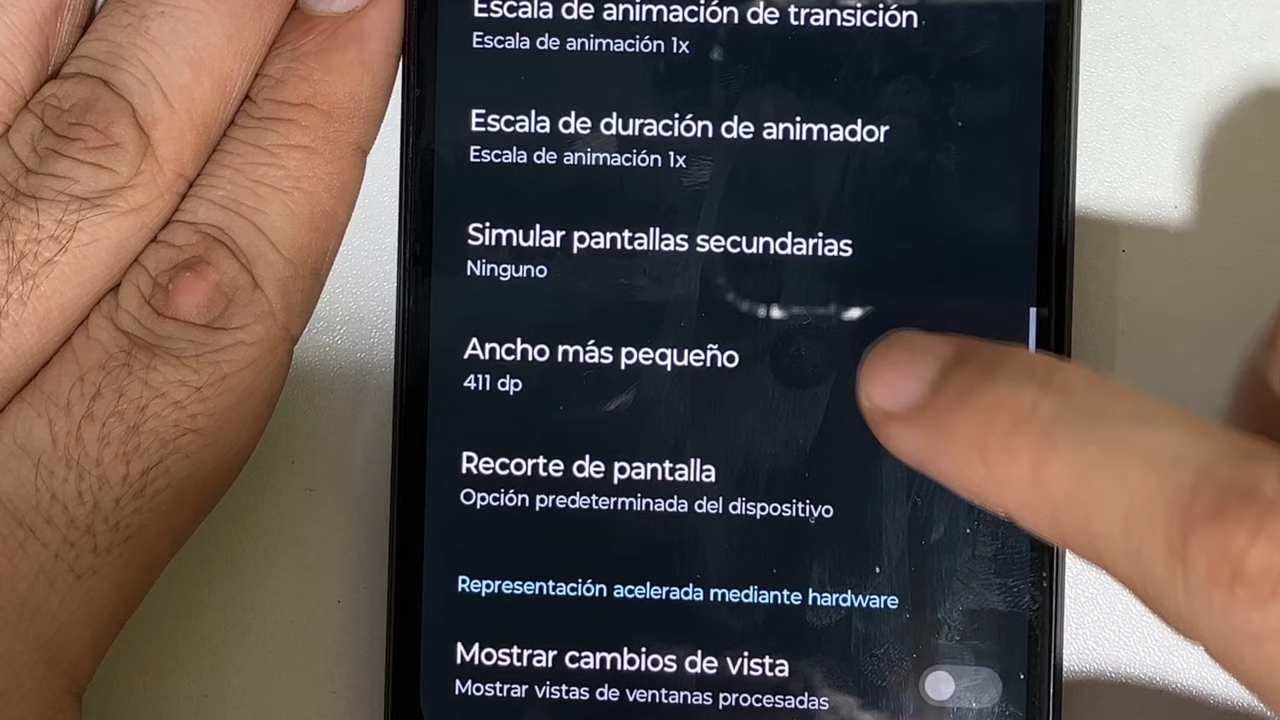 Escala de animación de transición
Escala de animación 1x
Escala de duración de animador
Escala de animación 1x
Simular pantallas secundarias
Ninguno
Ancho más pequeño
411 dp
Recorte de pantalla
Opción predeterminada del dispositivo
Representación acelerada mediante hardware
Mostrar cambios de vista
Mostrar vistas de ventanas procesadas